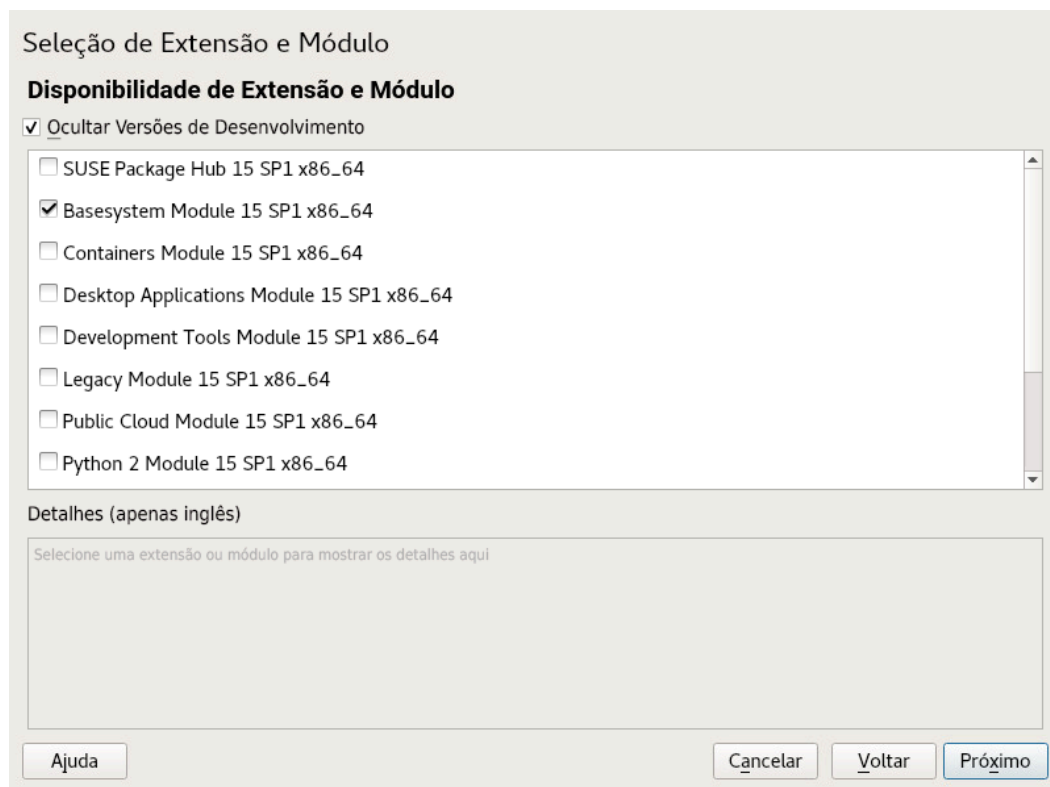 Seleção de Extensão e Módulo
Disponibilidade de Extensão e Módulo
Ocultar Versões de Desenvolvimento
SUSE Package Hub 15 SP1 x86_64
Basesystem Module 15 SP1 x86_64
Containers Module 15 SP1 x86_64
Desktop Applications Module 15 SP1 x86_64
Development Tools Module 15 SP1 x86_64
Legacy Module 15 SP1 x86_64
Public Cloud Module 15 SP1 x86_64
Python 2 Module 15 SP1 x86_64
Detalhes (apenas inglês)
Selecione uma extensão ou módulo para mostrar os detalhes aqui
Ajuda Cancelar Voltar Próximo